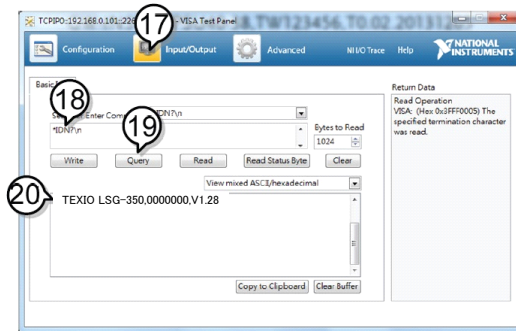 TCPIP0::192.168.0.101::226 - VISA Test Panel
17
Configuration
Input/Output
Advanced
NI I/O Trace
Help
NATIONAL
INSTRUMENTS
18
*IDN?\n
*IDN?\n
Bytes to Read
1024
19
Write
Query
Read
Read Status Byte
Clear
View mixed ASCII/hexadecimal
20
TEXIO LSG-350,0000000,V1.28
Copy to Clipboard
Clear Buffer
Return Data
Read Operation
VISA: (Hex 0x3FFF0005) The
specified termination character
was read.